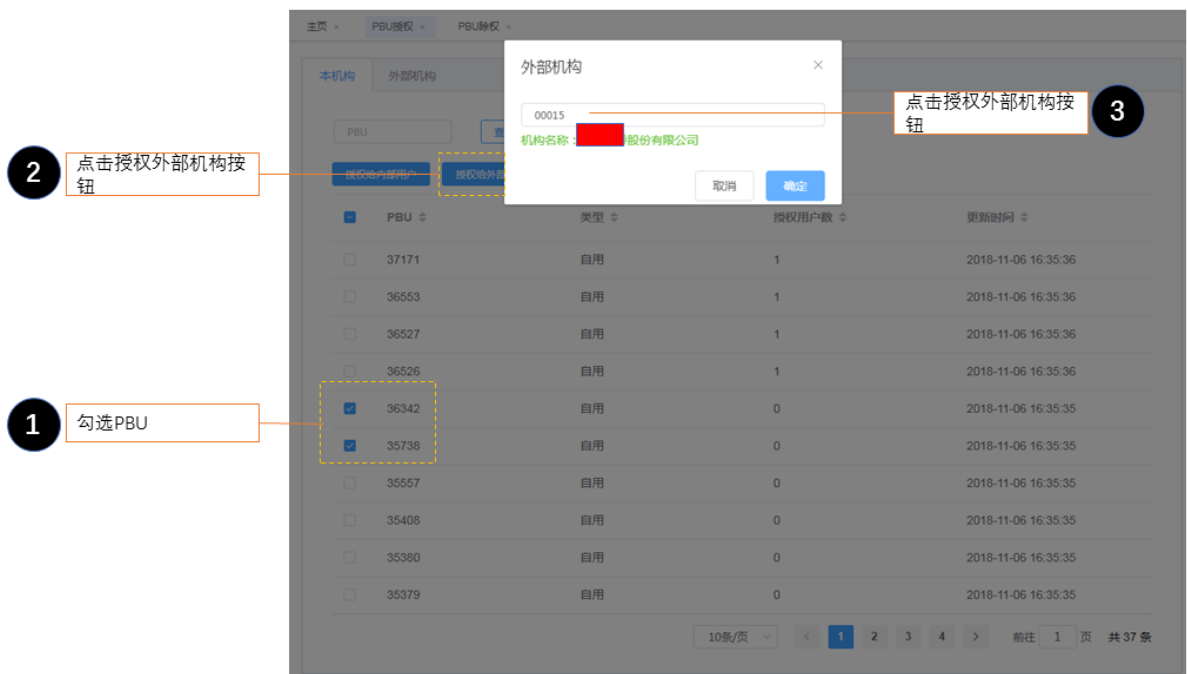 主页 × PBU授权 × PBU除权 ×
本机构 外部机构
外部机构 ×
00015
机构名称：
股份有限公司
取消 确定
PBU
点击授权外部机构按
钮
3
2
点击授权外部机构按
钮
授权给内部用户 授权给外部
PBU 类型 授权用户数 更新时间
37171 自用 1 2018-11-06 16:35:36
36553 自用 1 2018-11-06 16:35:36
36527 自用 1 2018-11-06 16:35:36
36526 自用 1 2018-11-06 16:35:36
36342 自用 0 2018-11-06 16:35:35
1
勾选PBU
35738 自用 0 2018-11-06 16:35:35
35557 自用 0 2018-11-06 16:35:35
35408 自用 0 2018-11-06 16:35:35
35380 自用 0 2018-11-06 16:35:35
35379 自用 0 2018-11-06 16:35:35
10条/页 < 1 2 3 4 > 前往 1 页 共 37 条